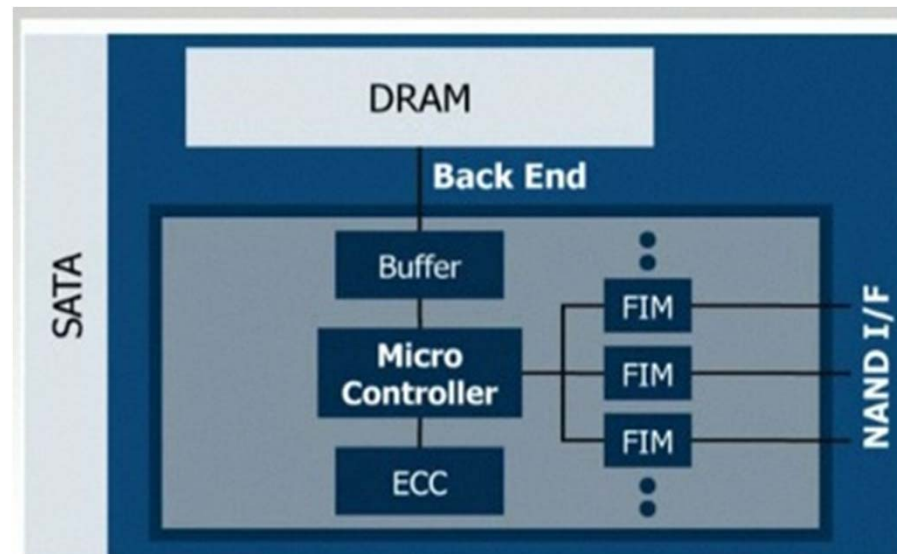 DRAM
Back End
SATA
Buffer
Micro
Controller
ECC
FIM
FIM
FIM
NAND I/F